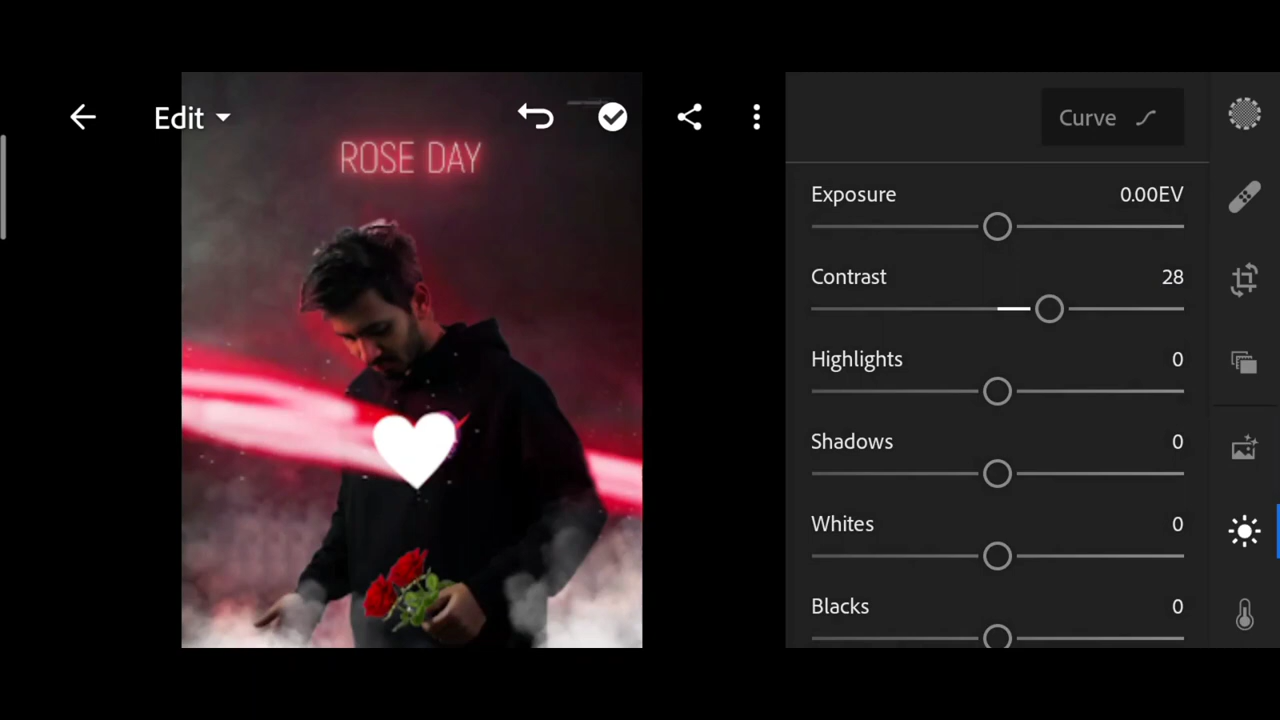 Edit
ROSE DAY
Curve
Exposure 0.00EV
Contrast 28
Highlights 0
Shadows 0
Whites 0
Blacks 0